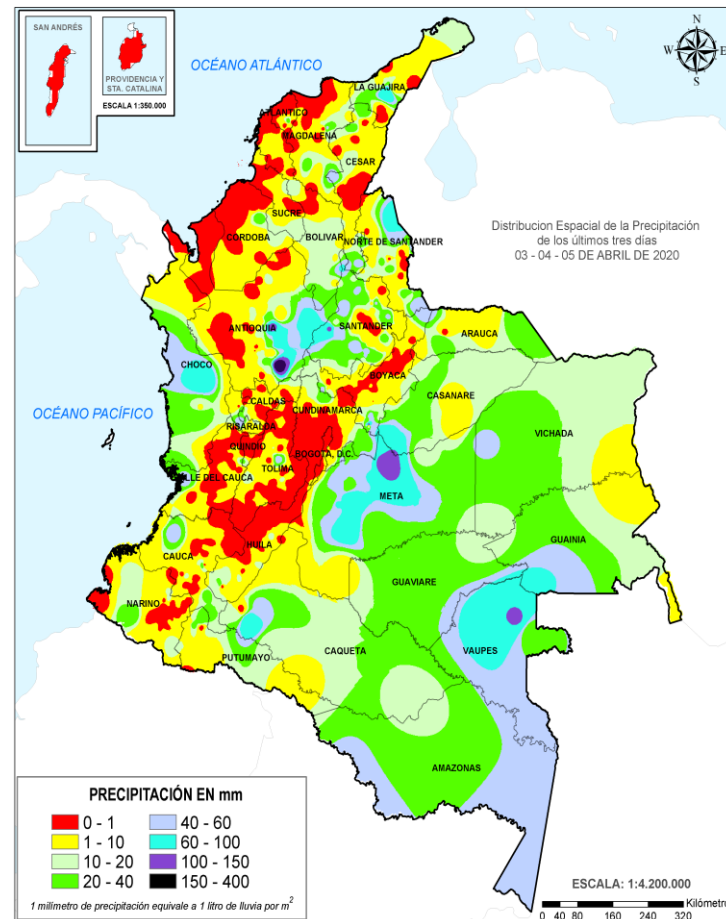 SAN ANDRÉS
PROVIDENCIA Y
STA. CATALINA
ESCALA 1:350.000
OCÉANO ATLÁNTICO
N
W E
S
LA GUAJIRA
ATLANTICO
MAGDALENA
CESAR
SUCRE
CORDOBA
BOLIVAR
NORTE DE SANTANDER
Distribucion Espacial de la Precipitación
de los últimos tres días
03 - 04 - 05 DE ABRIL DE 2020
ANTIOQUIA
SANTANDER
ARAUCA
CHOCO
BOYACA
CASANARE
CALDAS
CUNDINAMARCA
OCÉANO PACÍFICO
RISARALDA
VICHADA
QUINDIO
BOGOTA, D.C.
TOLIMA
VALLE DEL CAUCA
META
GUAINIA
HUILA
CAUCA
GUAVIARE
NARINO
VAUPES
CAQUETA
PUTUMAYO
AMAZONAS
PRECIPITACIÓN EN mm
0 - 1 40 - 60
1 - 10 60 - 100
10 - 20 100 - 150
20 - 40 150 - 400
1 milimetro de precipitación equivale a 1 litro de lluvia por m²
ESCALA: 1:4.200.000
Kilómetr
0 40 80 160 240 320